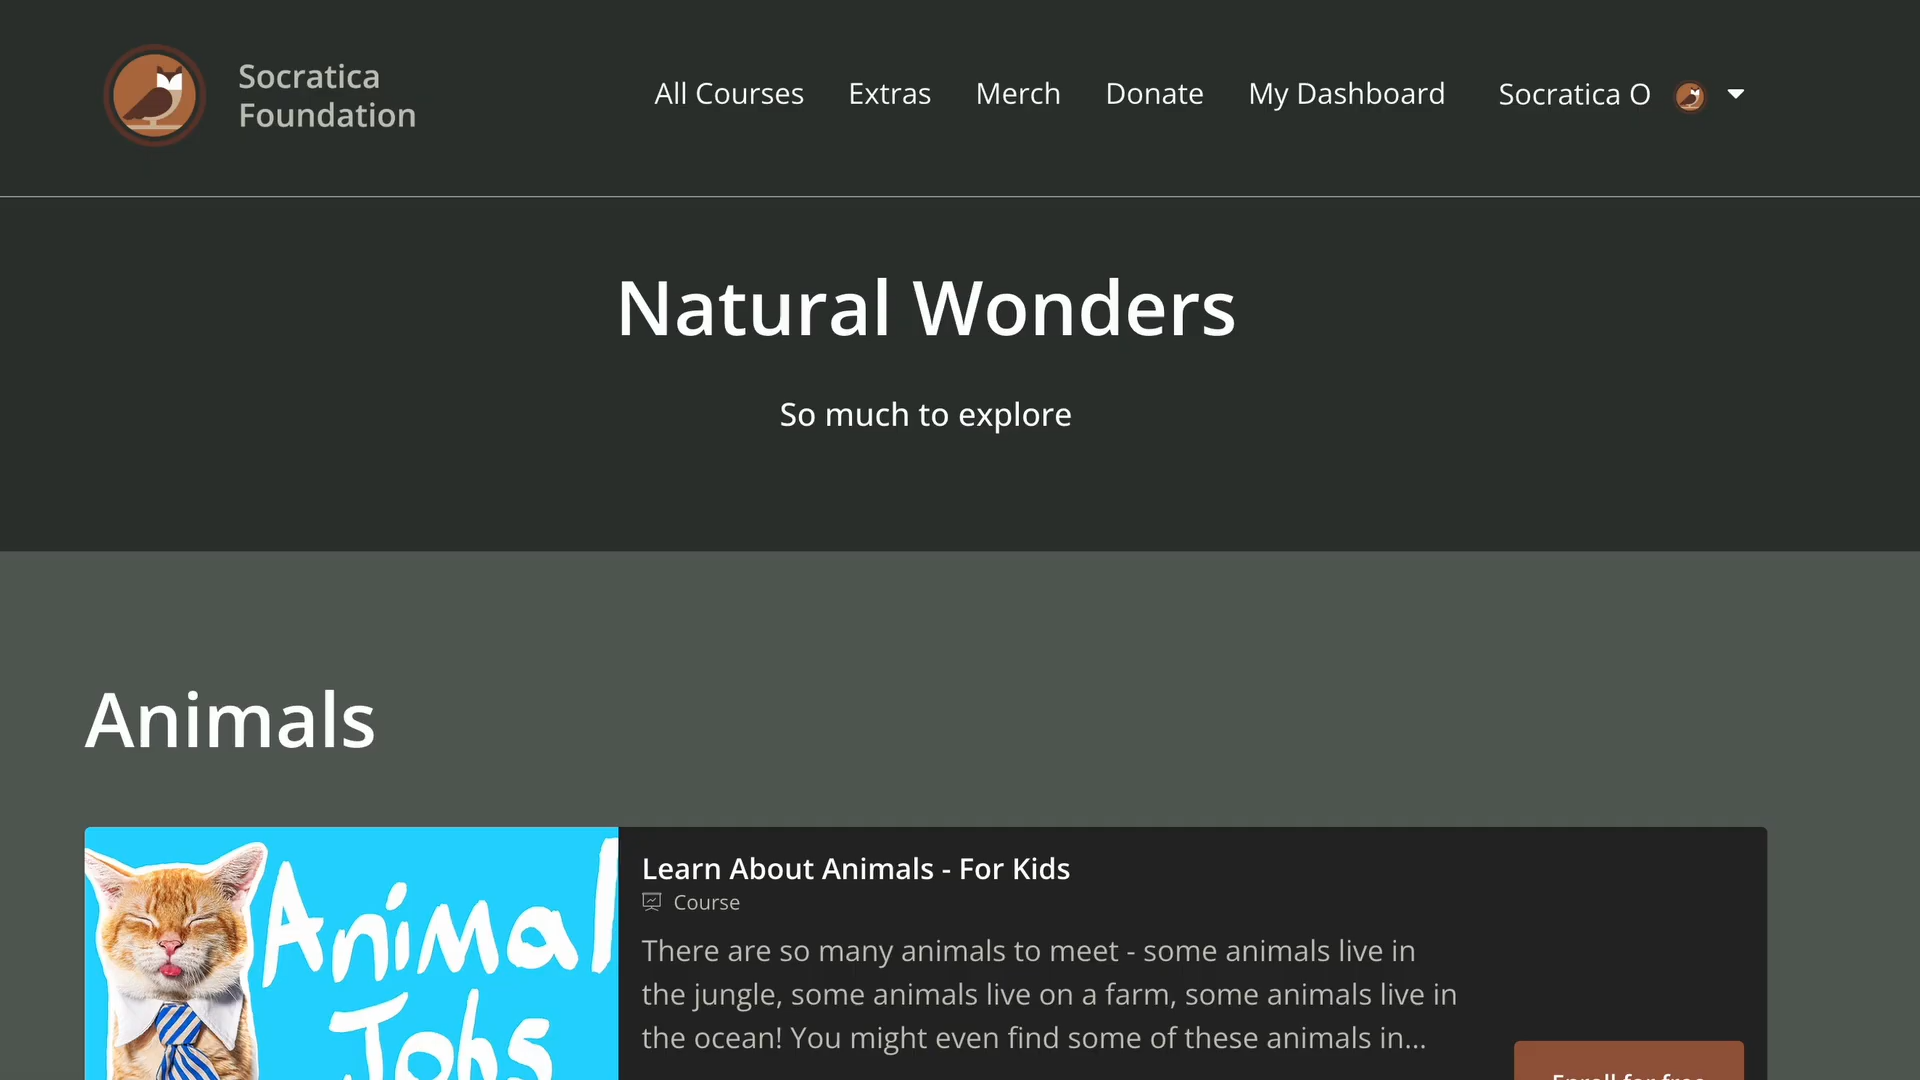 Socratica
Foundation
All Courses
Extras
Merch
Donate
My Dashboard
Socratica O
Natural Wonders
So much to explore
Animals
Animal
Jobs
Learn About Animals - For Kids
Course
There are so many animals to meet - some animals live in
the jungle, some animals live on a farm, some animals live in
the ocean! You might even find some of these animals in...
Enroll for free